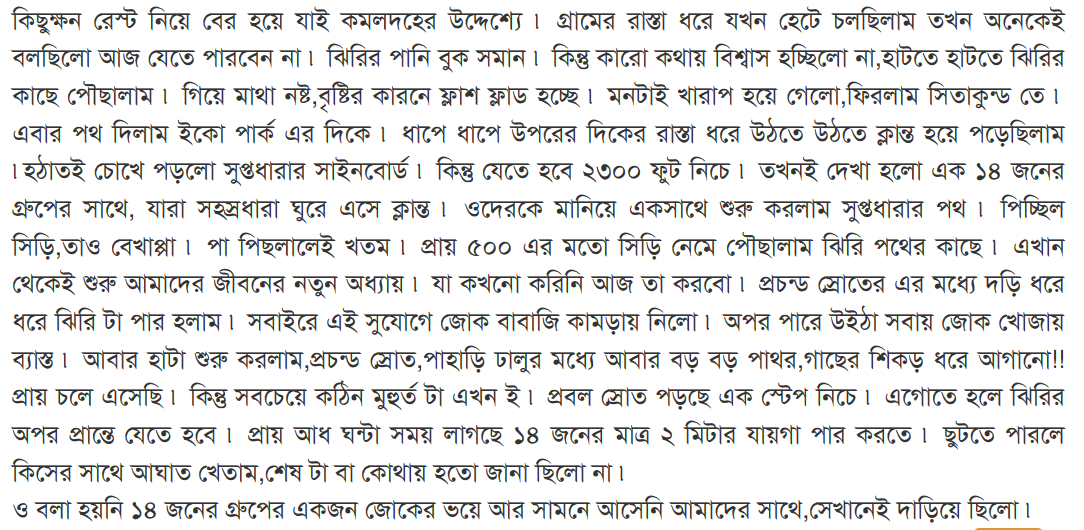 কিছুক্ষন রেস্ট নিয়ে বের হয়ে যাই কমলদহের উদ্দেশ্যে ৷ গ্রামের রাস্তা ধরে যখন হেটে চলছিলাম তখন অনেকেই
বলছিলো আজ যেতে পারবেন না ৷ ঝিরির পানি বুক সমান ৷ কিন্তু কারো কথায় বিশ্বাস হচ্ছিলো না,হাটতে হাটতে ঝিরির
কাছে পৌছালাম ৷ গিয়ে মাথা নষ্ট,বৃষ্টির কারনে ফ্লাশ ফ্লাড হচ্ছে ৷ মনটাই খারাপ হয়ে গেলো,ফিরলাম সিতাকুন্ড তে ৷
এবার পথ দিলাম ইকো পার্ক এর দিকে ৷ ধাপে ধাপে উপরের দিকের রাস্তা ধরে উঠতে উঠতে ক্লান্ত হয়ে পড়েছিলাম
৷ হঠাতই চোখে পড়লো সুপ্তধারার সাইনবোর্ড ৷ কিন্তু যেতে হবে ২৩০০ ফুট নিচে ৷ তখনই দেখা হলো এক ১৪ জনের
গ্রুপের সাথে, যারা সহস্রধারা ঘুরে এসে ক্লান্ত ৷ ওদেরকে মানিয়ে একসাথে শুরু করলাম সুপ্তধারার পথ ৷ পিচ্ছিল
সিড়ি,তাও বেখাপ্পা ৷ পা পিছলালেই খতম ৷ প্রায় ৫০০ এর মতো সিড়ি নেমে পৌছালাম ঝিরি পথের কাছে ৷ এখান
থেকেই শুরু আমাদের জীবনের নতুন অধ্যায় ৷ যা কখনো করিনি আজ তা করবো ৷ প্রচন্ড স্রোতের এর মধ্যে দড়ি ধরে
ধরে ঝিরি টা পার হলাম ৷ সবাইরে এই সুযোগে জোক বাবাজি কামড়ায় নিলো ৷ অপর পারে উইঠা সবায় জোক খোজায়
ব্যাস্ত ৷ আবার হাটা শুরু করলাম,প্রচন্ড স্রোত,পাহাড়ি ঢালুর মধ্যে আবার বড় বড় পাথর,গাছের শিকড় ধরে আগানো!!
প্রায় চলে এসেছি ৷ কিন্তু সবচেয়ে কঠিন মুহুর্ত টা এখন ই ৷ প্রবল স্রোত পড়ছে এক স্টেপ নিচে ৷ এগোতে হলে ঝিরির
অপর প্রান্তে যেতে হবে ৷ প্রায় আধ ঘন্টা সময় লাগছে ১৪ জনের মাত্র ২ মিটার যায়গা পার করতে ৷ ছুটতে পারলে
কিসের সাথে আঘাত খেতাম,শেষ টা বা কোথায় হতো জানা ছিলো না ৷
ও বলা হয়নি ১৪ জনের গ্রুপের একজন জোকের ভয়ে আর সামনে আসেনি আমাদের সাথে,সেখানেই দাড়িয়ে ছিলো ৷